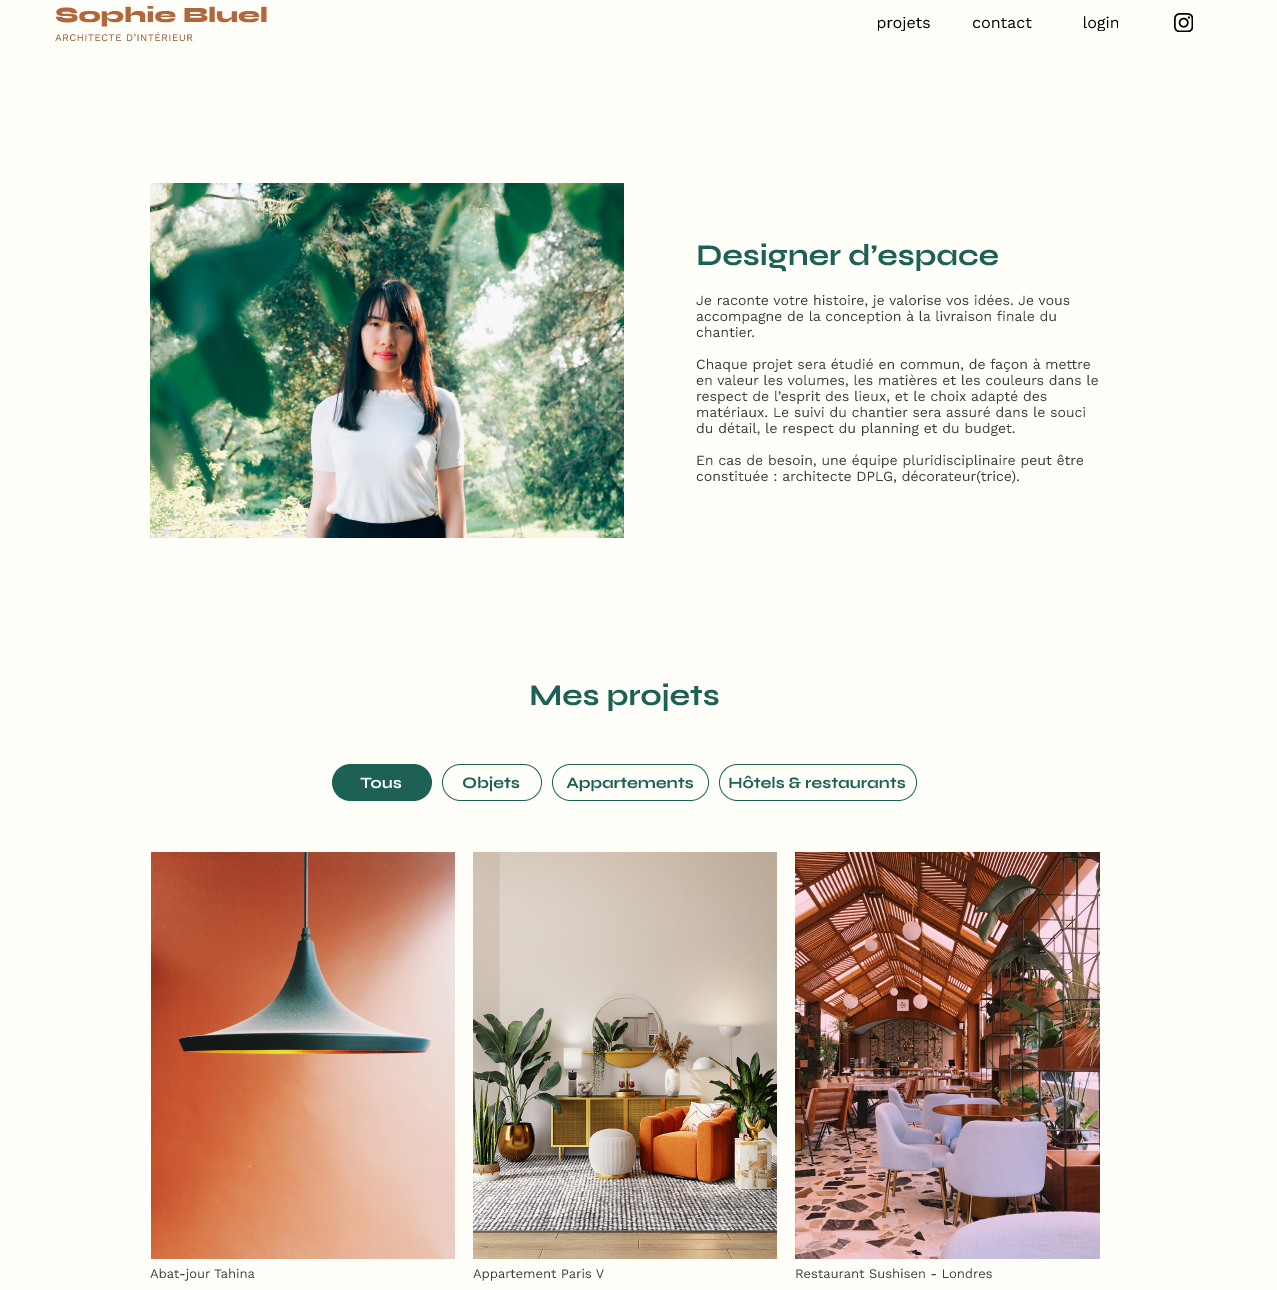 Sophie Bluel
ARCHITECTE D'INTÉRIEUR
projets contact login
Designer d’espace
Je raconte votre histoire, je valorise vos idées. Je vous
accompagne de la conception à la livraison finale du
chantier.
Chaque projet sera étudié en commun, de façon à mettre
en valeur les volumes, les matières et les couleurs dans le
respect de l’esprit des lieux, et le choix adapté des
matériaux. Le suivi du chantier sera assuré dans le souci
du détail, le respect du planning et du budget.
En cas de besoin, une équipe pluridisciplinaire peut être
constituée : architecte DPLG, décorateur(trice).
Mes projets
Tous Objets Appartements Hôtels & restaurants
Abat-jour Tahina
Appartement Paris V
Restaurant Sushisen - Londres